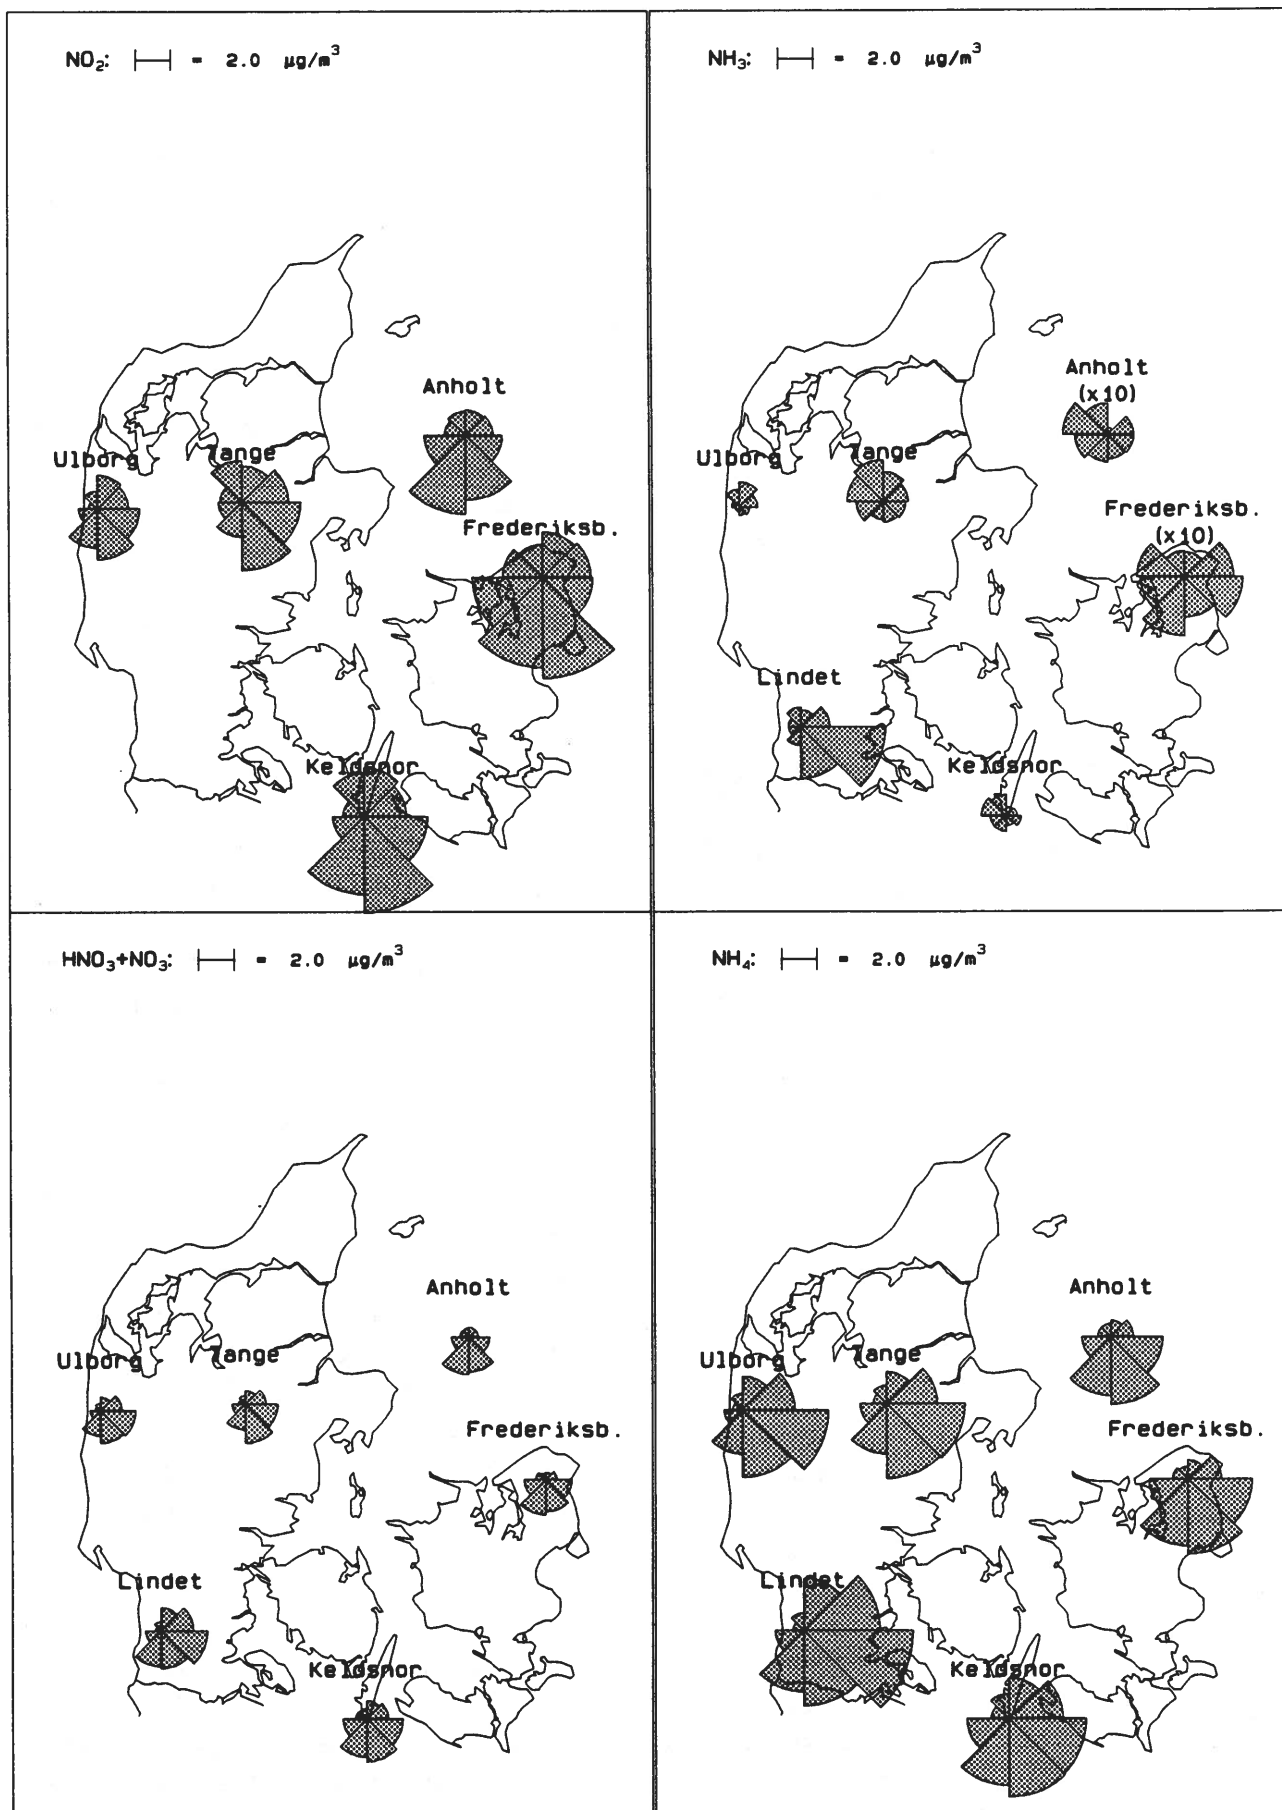 NO₂: |—| = 2.0 µg/m³
Anholt
Ulborg
Tange
Frederiksb.
Keldsnor
NH₃: |—| = 2.0 µg/m³
Anholt
(x10)
Ulborg
Tange
Frederiksb.
(x10)
Lindet
Keldsnor
HNO₃+NO₃: |—| = 2.0 µg/m³
Anholt
Ulborg
Tange
Frederiksb.
Lindet
Keldsnor
NH₄: |—| = 2.0 µg/m³
Anholt
Ulborg
Tange
Frederiksb.
Lindet
Keldsnor